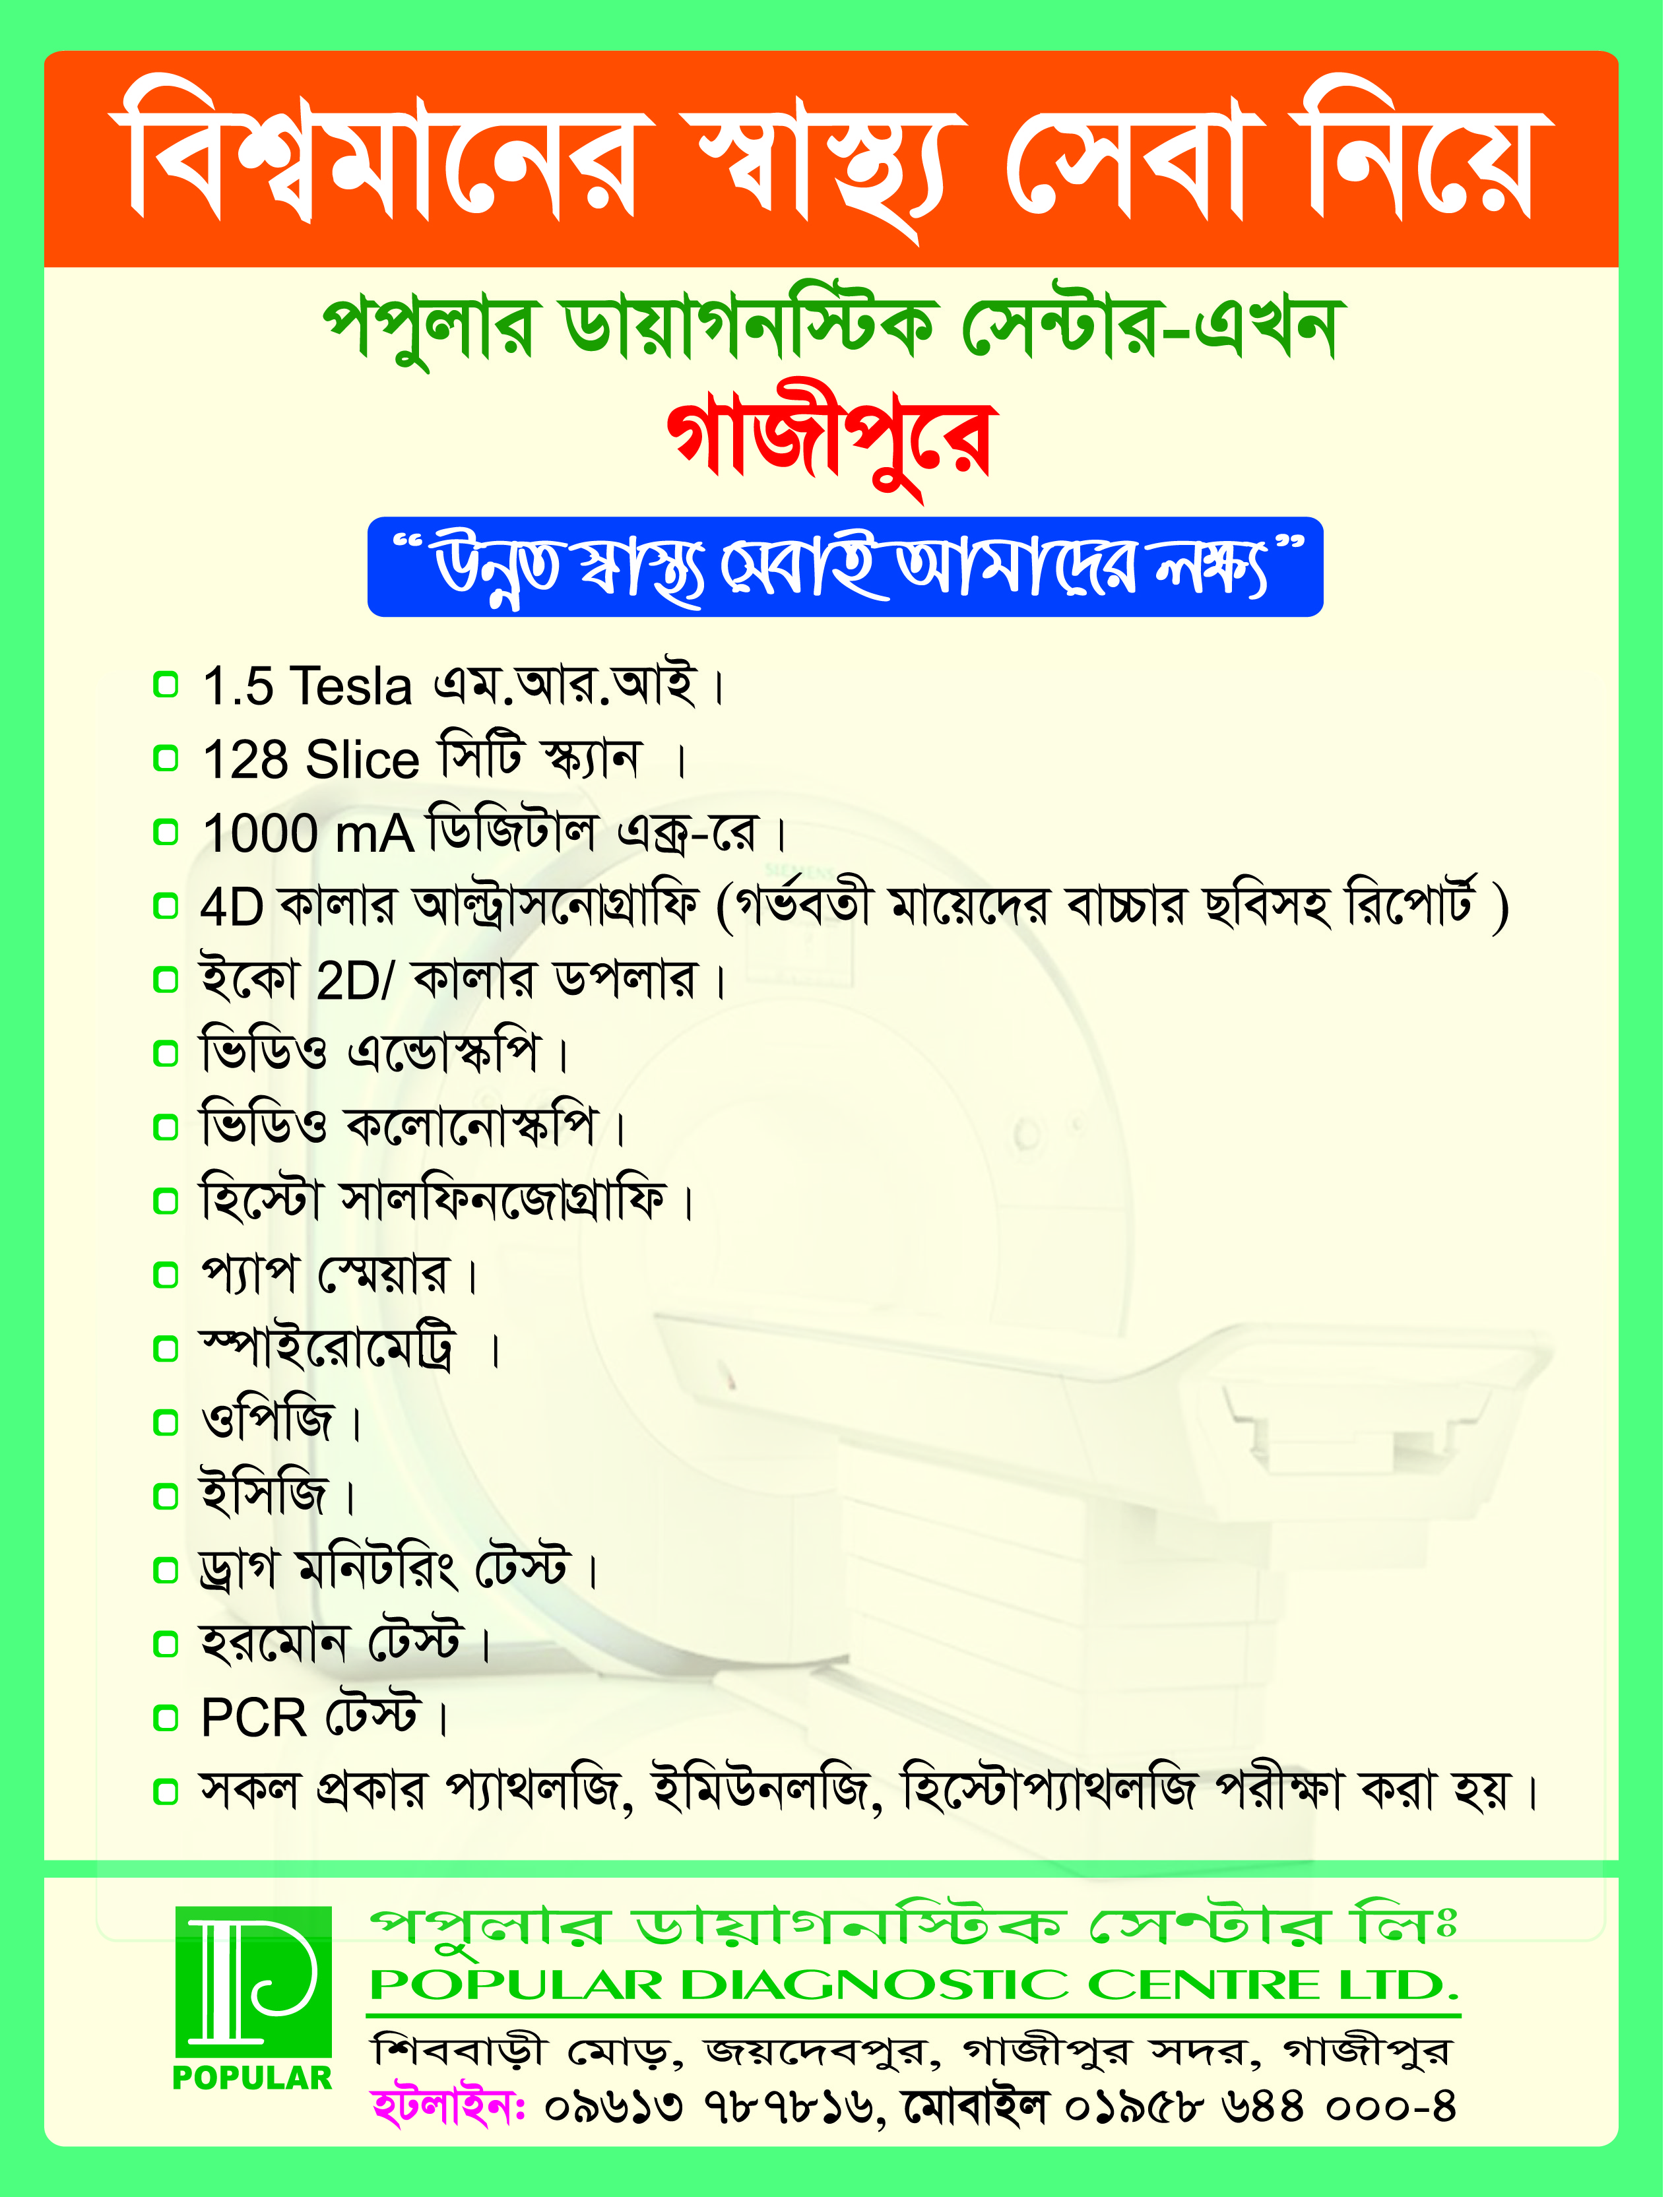 বিশ্বমানের স্বাস্থ্য সেবা নিয়ে
পপুলার ডায়াগনস্টিক সেন্টার-এখন
গাজীপুরে
“উন্নত স্বাস্থ্য সেবাই আমাদের লক্ষ্য”
1.5 Tesla এম.আর.আই।
128 Slice সিটি স্ক্যান ।
1000 mA ডিজিটাল এক্স-রে।
SIEMENS
4D কালার আল্ট্রাসনোগ্রাফি (গর্ভবতী মায়েদের বাচ্চার ছবিসহ রিপোর্ট )
ইকো 2D/ কালার ডপলার।
ভিডিও এন্ডোস্কপি।
ভিডিও কলোনোস্কপি।
হিস্টো সালফিনজোগ্রাফি।
প্যাপ স্মেয়ার।
স্পাইরোমেট্রি ।
ওপিজি।
ইসিজি।
ড্রাগ মনিটরিং টেস্ট।
হরমোন টেস্ট।
PCR টেস্ট।
সকল প্রকার প্যাথলজি, ইমিউনলজি, হিস্টোপ্যাথলজি পরীক্ষা করা হয়।
পপুলার ডায়াগনস্টিক সেন্টার লিঃ
POPULAR DIAGNOSTIC CENTRE LTD.
POPULAR
শিববাড়ী মোড়, জয়দেবপুর, গাজীপুর সদর, গাজীপুর
হটলাইন: ০৯৬১৩ ৭৮৭৮১৬, মোবাইল ০১৯৫৮ ৬৪৪ ০০০-৪